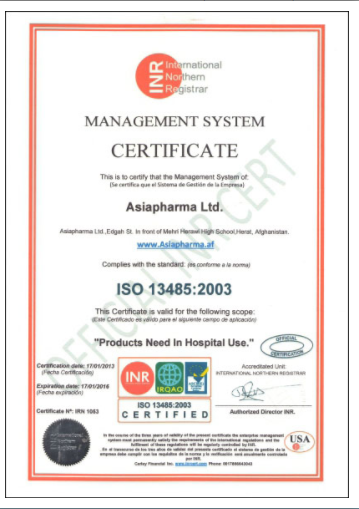 INR
International
Northern
Registrar
MANAGEMENT SYSTEM
CERTIFICATE
This is to certify that the Management System of:
(Se certifica que el Sistema de Gestión de la Empresa)
Asiapharma Ltd.
Asiapharma Ltd.,Edgah St. In front of Mehri Herawi High School,Herat, Afghanistan.
www.Asiapharma.af
Complies with the standard: (es conforme a la norma)
ISO 13485:2003
This Certificate is valid for the following scope:
(Este Certificado es valido para el siguiente campo de aplicación)
"Products Need In Hospital Use."
OFFICIAL
CERTIFICATION
Certification date: 17/01/2013
(Fecha Certificación)
Expiration date: 17/01/2016
(Fecha expiración)
Certificate Nº: IRN 1063
INR
IROAO
ISO 13485:2003
CERTIFIED
Accredited Unit:
INTERNATIONAL NORTHERN REGISTRAR
Authorized Director INR.
International
Northern
Registrar
In the course of the three years of validity of the present certificate the enterprise management
system must permanently satisfy the requirements of the international regulations and the
fulfilment of these regulations will be regularly controlled by INR.
En el transcurso de los tres años de validez del presente certificado el sistema de gestión de la
empresa debe cumplir con los requisitos de la norma y la verificación será anualmente controlado
por INR.
USA
OFFICIAL INR CERT